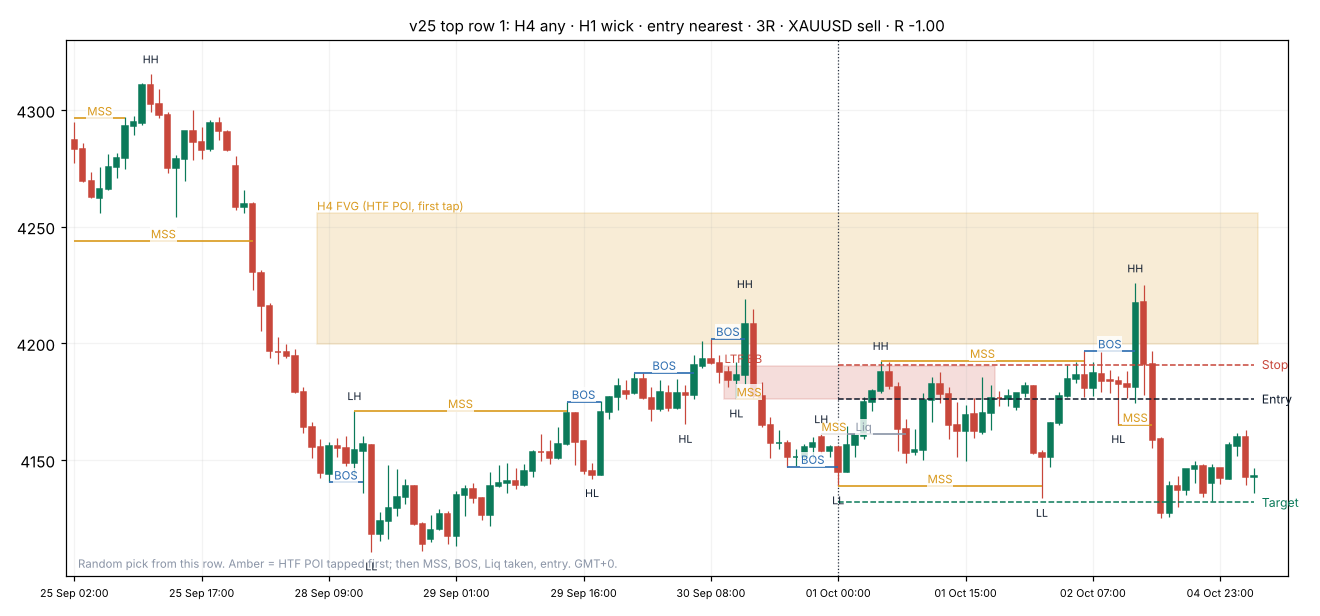 v25 top row 1: H4 any · H1 wick · entry nearest · 3R · XAUUSD sell · R -1.00
HH
MSS
4300
MSS
4250
H4 FVG (HTF POI, first tap)
HH
HH
BOS
4200
HH
BOS
MSS
LTF BB
BOS
Stop
MSS
BOS
LH
Entry
MSS
HL
LH
MSS
Liq
MSS
HL
HL
4150
BOS
BOS
MSS
HL
LL
Target
LL
LL
Random pick from this row. Amber = HTF POI tapped first; then MSS, BOS, Liq taken, entry. GMT+0.
25 Sep 02:00
25 Sep 17:00
28 Sep 09:00
29 Sep 01:00
29 Sep 16:00
30 Sep 08:00
01 Oct 00:00
01 Oct 15:00
02 Oct 07:00
04 Oct 23:00